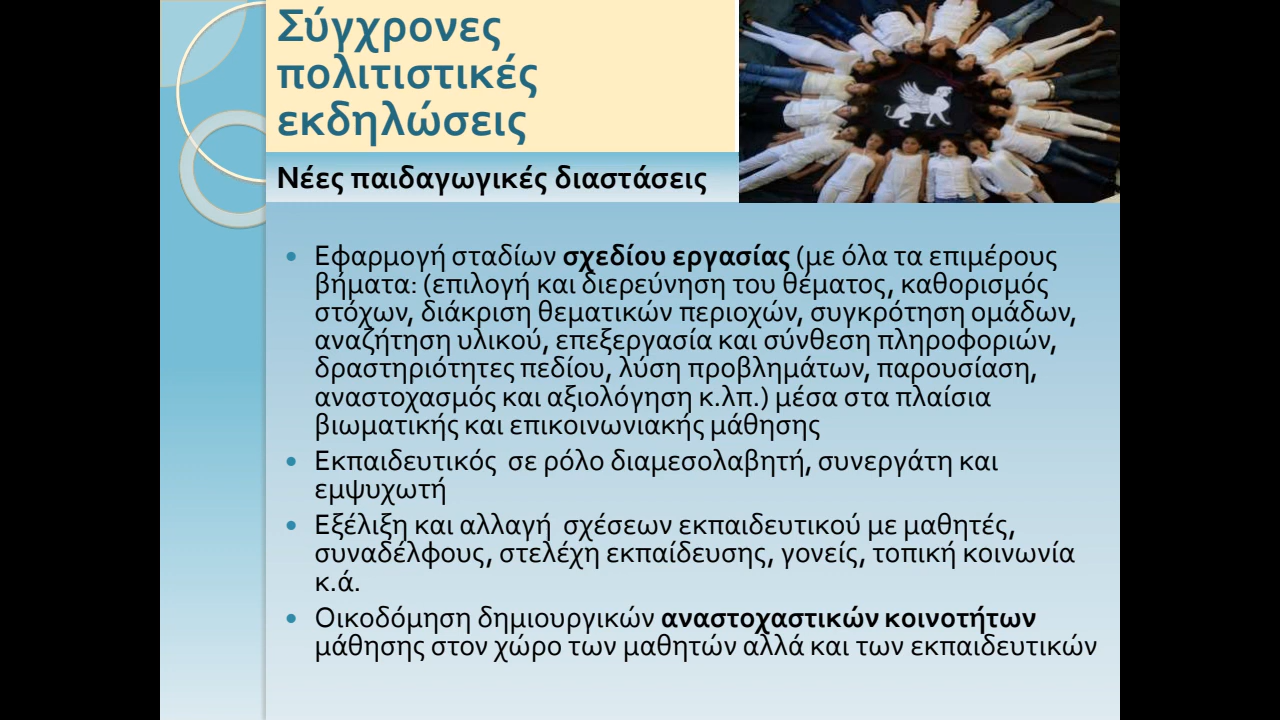 Σύγχρονες
πολιτιστικές
εκδηλώσεις
Νέες παιδαγωγικές διαστάσεις
• Εφαρμογή σταδίων σχεδίου εργασίας (με όλα τα επιμέρους
βήματα: (επιλογή και διερεύνηση του θέματος, καθορισμός
στόχων, διάκριση θεματικών περιοχών, συγκρότηση ομάδων,
αναζήτηση υλικού, επεξεργασία και σύνθεση πληροφοριών,
δραστηριότητες πεδίου, λύση προβλημάτων, παρουσίαση,
αναστοχασμός και αξιολόγηση κ.λπ.) μέσα στα πλαίσια
βιωματικής και επικοινωνιακής μάθησης
• Εκπαιδευτικός σε ρόλο διαμεσολαβητή, συνεργάτη και
εμψυχωτή
• Εξέλιξη και αλλαγή σχέσεων εκπαιδευτικού με μαθητές,
συναδέλφους, στελέχη εκπαίδευσης, γονείς, τοπική κοινωνία
κ.ά.
• Οικοδόμηση δημιουργικών αναστοχαστικών κοινοτήτων
μάθησης στον χώρο των μαθητών αλλά και των εκπαιδευτικών